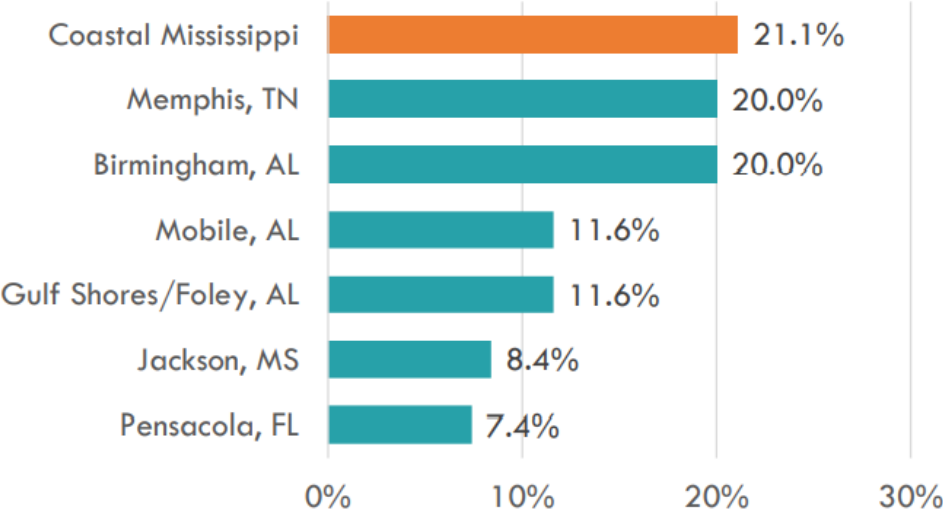 Coastal Mississippi 21.1%
Memphis, TN 20.0%
Birmingham, AL 20.0%
Mobile, AL 11.6%
Gulf Shores/Foley, AL 11.6%
Jackson, MS 8.4%
Pensacola, FL 7.4%
0% 10% 20% 30%